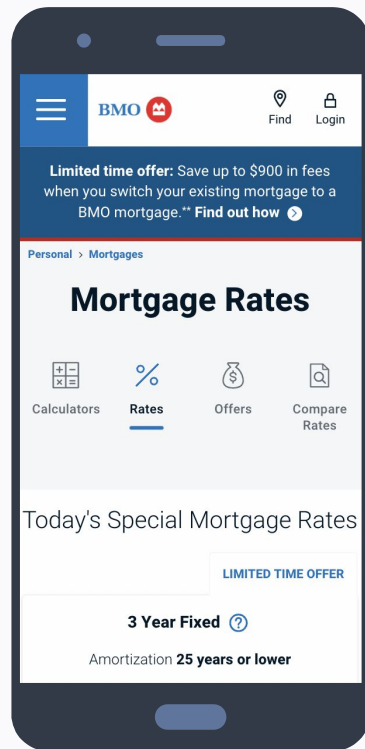 BMO
Find
Login
Limited time offer: Save up to $900 in fees
when you switch your existing mortgage to a
BMO mortgage.** Find out how
Personal > Mortgages
Mortgage Rates
Calculators
Rates
Offers
Compare
Rates
Today's Special Mortgage Rates
LIMITED TIME OFFER
3 Year Fixed ?
Amortization 25 years or lower